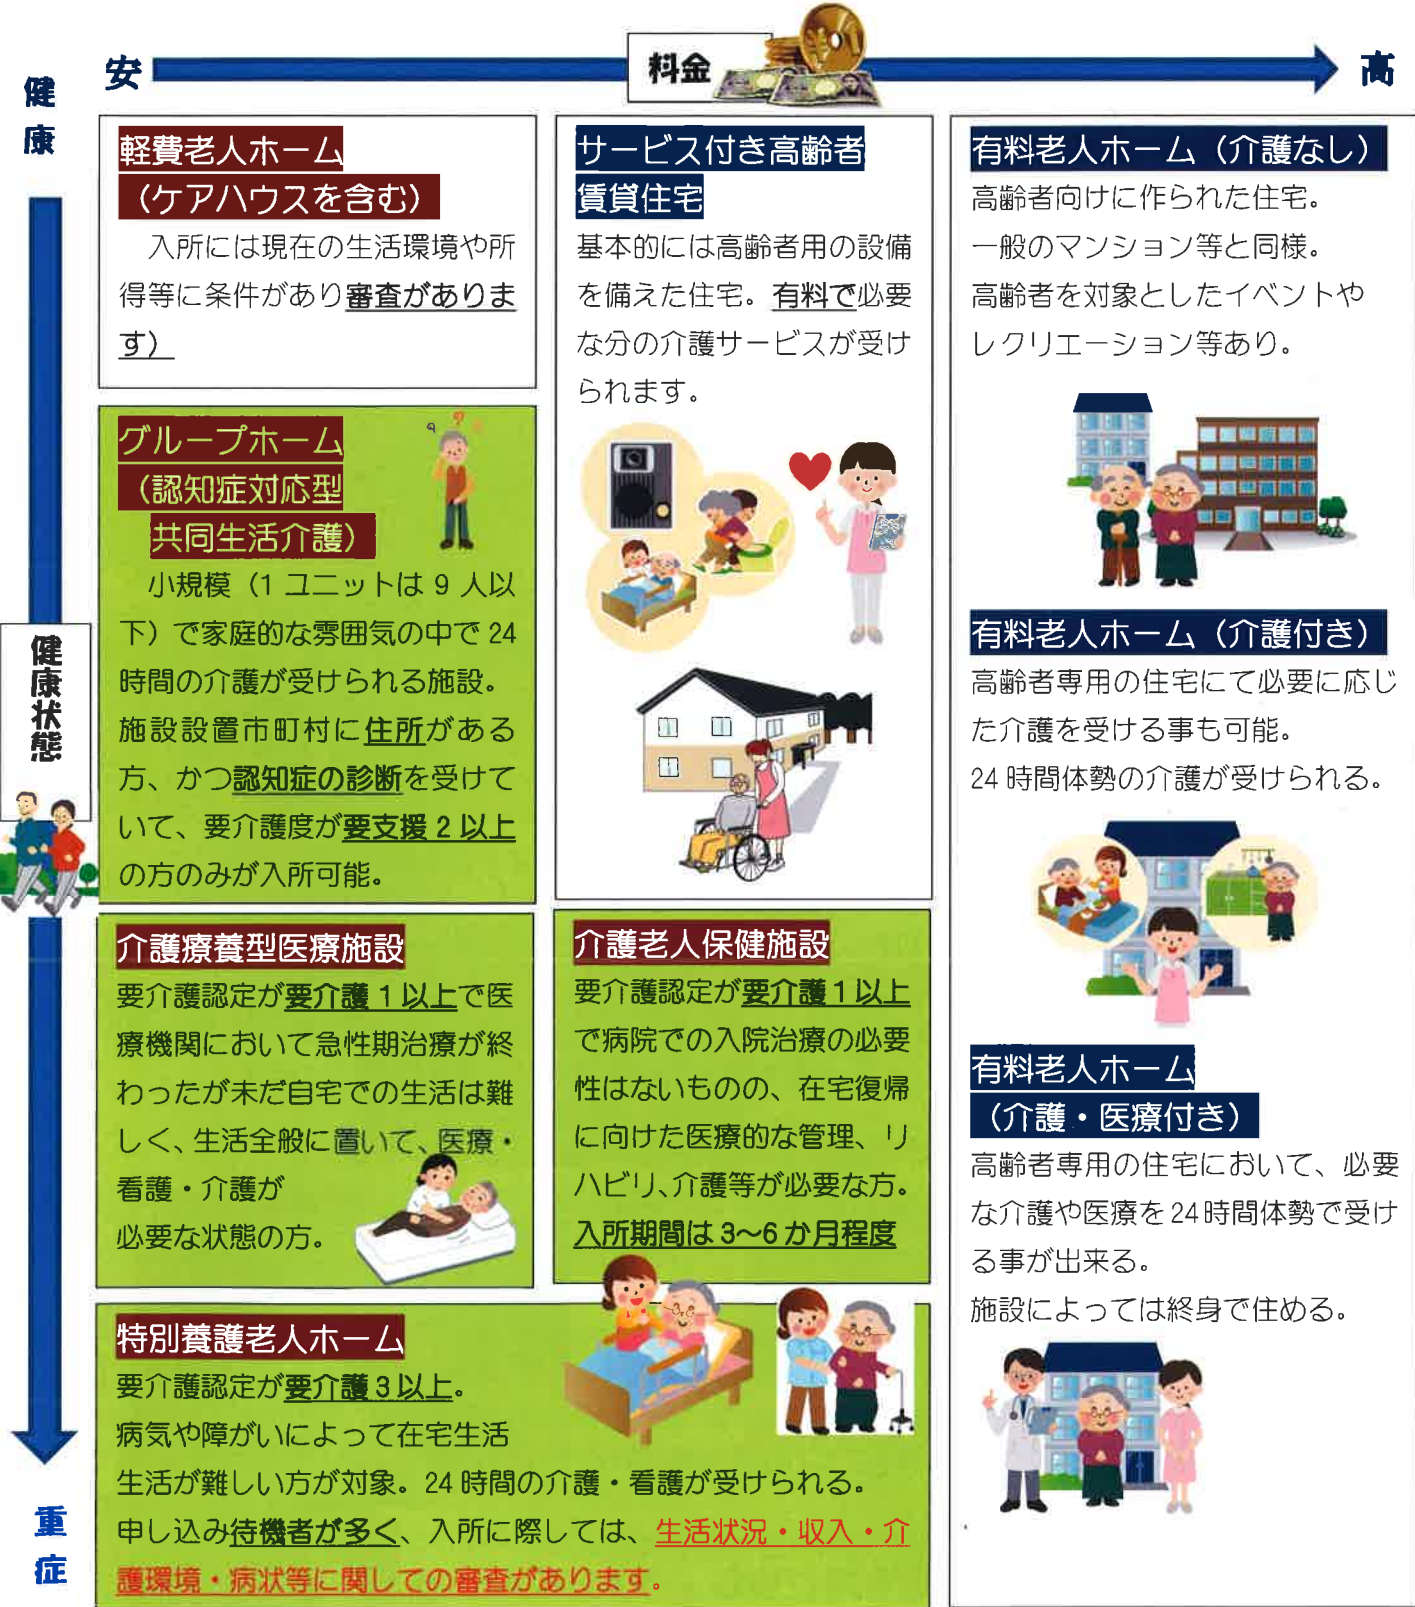 安
料金
高
健
康
健康状態
重
症
軽費老人ホーム
（ケアハウスを含む）
入所には現在の生活環境や所
得等に条件があり審査がありま
す）
グループホーム
（認知症対応型
共同生活介護）
小規模（1 ユニットは 9 人以
下）で家庭的な雰囲気の中で 24
時間の介護が受けられる施設。
施設設置市町村に住所がある
方、かつ認知症の診断を受けて
いて、要介護度が要支援 2 以上
の方のみが入所可能。
介護療養型医療施設
要介護認定が要介護 1 以上で医
療機関において急性期治療が終
わったが未だ自宅での生活は難
しく、生活全般に置いて、医療・
看護・介護が
必要な状態の方。
サービス付き高齢者
賃貸住宅
基本的には高齢者用の設備
を備えた住宅。有料で必要
な分の介護サービスが受け
られます。
介護老人保健施設
要介護認定が要介護 1 以上
で病院での入院治療の必要
性はないものの、在宅復帰
に向けた医療的な管理、リ
ハビリ、介護等が必要な方。
入所期間は 3～6 か月程度
特別養護老人ホーム
要介護認定が要介護 3 以上。
病気や障がいによって在宅生活
生活が難しい方が対象。24 時間の介護・看護が受けられる。
申し込み待機者が多く、入所に際しては、生活状況・収入・介
護環境・病状等に関しての審査があります。
有料老人ホーム（介護なし）
高齢者向けに作られた住宅。
一般のマンション等と同様。
高齢者を対象としたイベントや
レクリエーション等あり。
有料老人ホーム（介護付き）
高齢者専用の住宅にて必要に応じ
た介護を受ける事も可能。
24 時間体勢の介護が受けられる。
有料老人ホーム
（介護・医療付き）
高齢者専用の住宅において、必要
な介護や医療を 24 時間体勢で受け
る事が出来る。
施設によっては終身で住める。